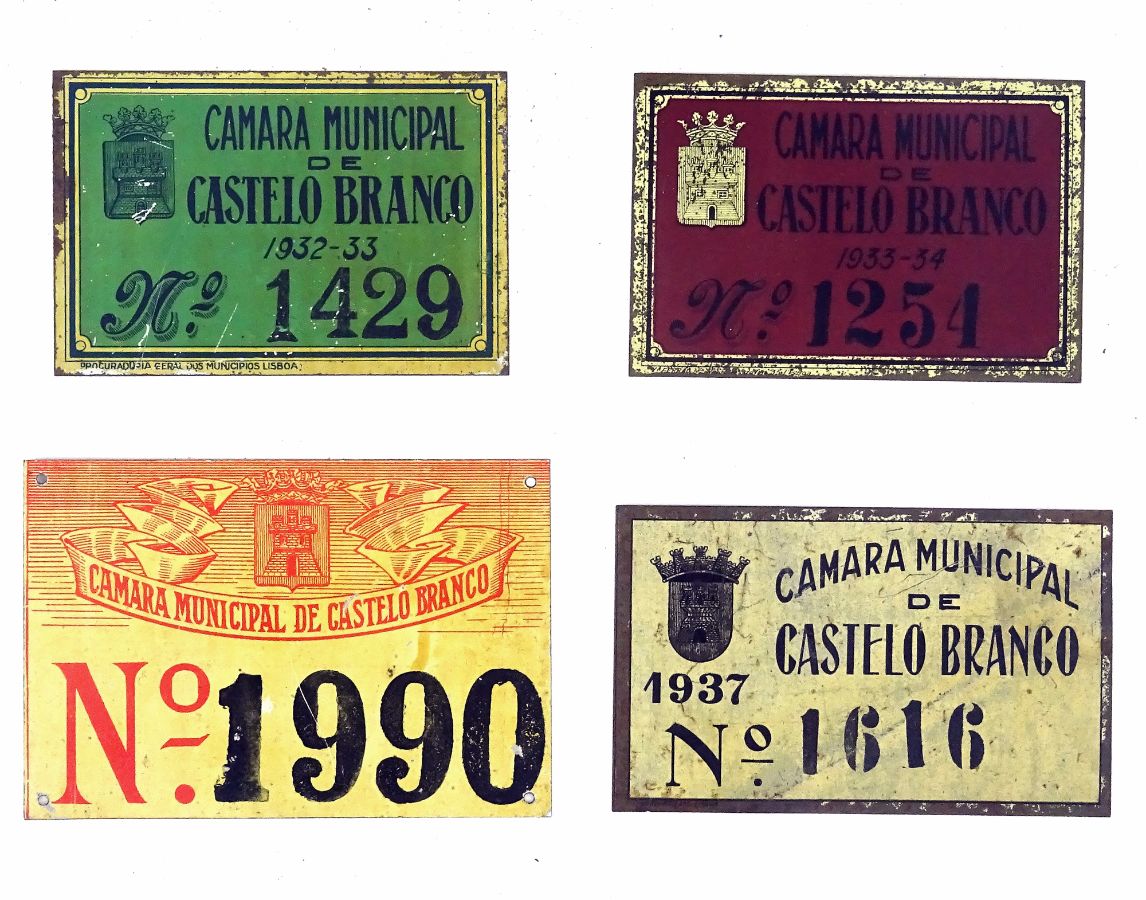 CAMARA MUNICIPAL
DE
CASTELO BRANCO
1932-33
Nº. 1429
PROCURADORIA GERAL DOS MUNICIPIOS LISBOA
CAMARA MUNICIPAL
DE
CASTELO BRANCO
1933-34
Nº. 1254
CAMARA MUNICIPAL DE CASTELO BRANCO
Nº. 1990
CAMARA MUNICIPAL
DE
CASTELO BRANCO
1937
Nº. 1616